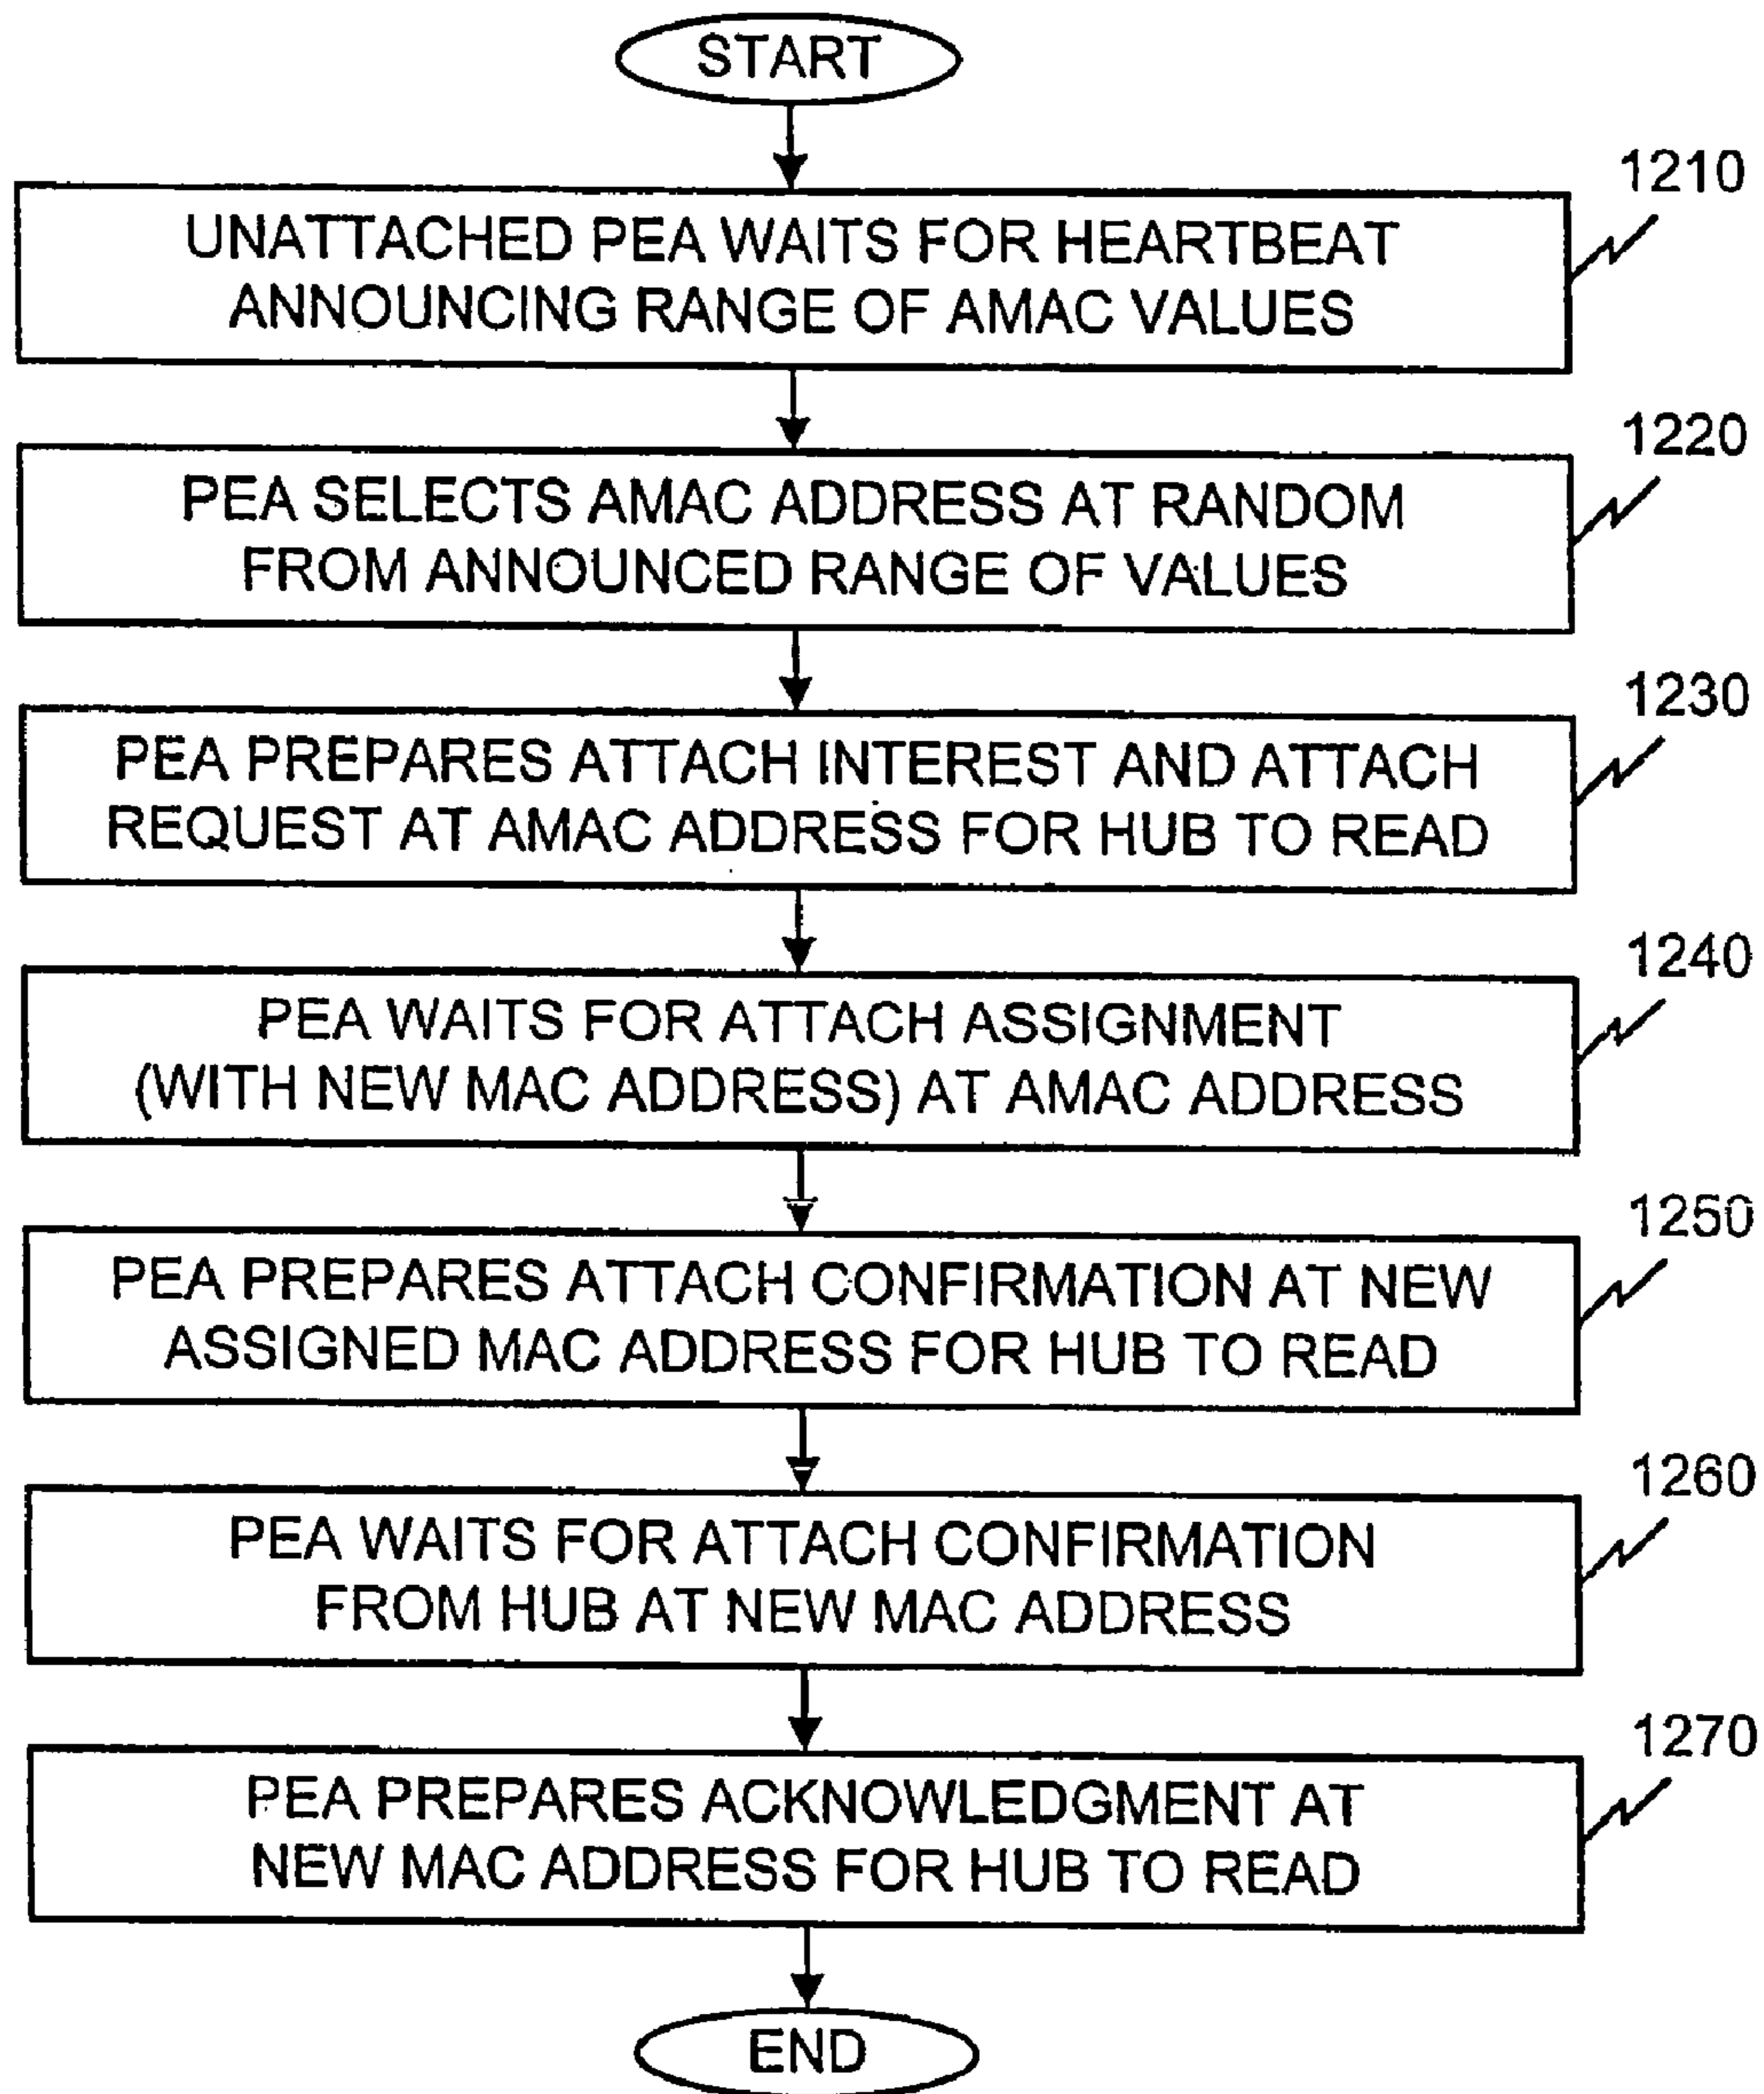 START
1210
UNATTACHED PEA WAITS FOR HEARTBEAT
ANNOUNCING RANGE OF AMAC VALUES
1220
PEA SELECTS AMAC ADDRESS AT RANDOM
FROM ANNOUNCED RANGE OF VALUES
1230
PEA PREPARES ATTACH INTEREST AND ATTACH
REQUEST AT AMAC ADDRESS FOR HUB TO READ
1240
PEA WAITS FOR ATTACH ASSIGNMENT
(WITH NEW MAC ADDRESS) AT AMAC ADDRESS
1250
PEA PREPARES ATTACH CONFIRMATION AT NEW
ASSIGNED MAC ADDRESS FOR HUB TO READ
1260
PEA WAITS FOR ATTACH CONFIRMATION
FROM HUB AT NEW MAC ADDRESS
1270
PEA PREPARES ACKNOWLEDGMENT AT
NEW MAC ADDRESS FOR HUB TO READ
END